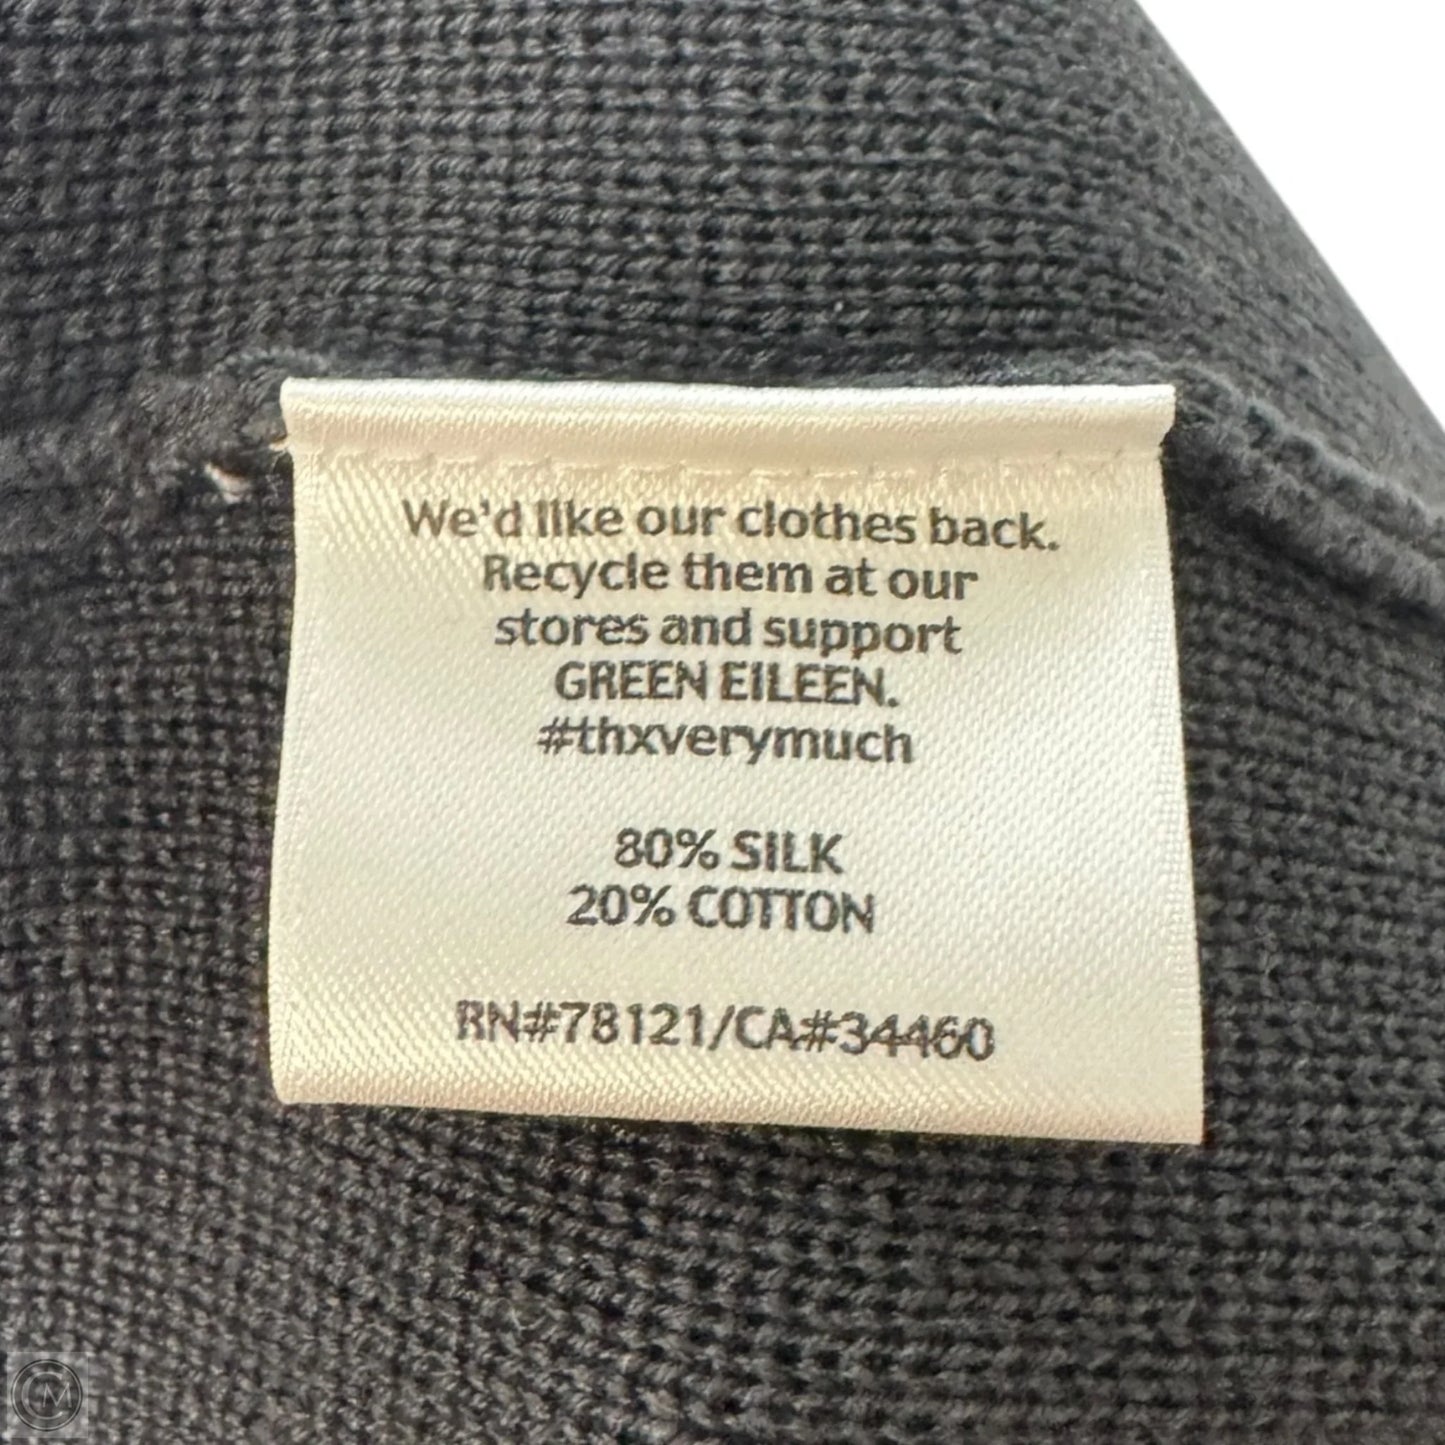 We'd like our clothes back.
Recycle them at our
stores and support
GREEN EILEEN.
#thxverymuch
80% SILK
20% COTTON
RN#78121/CA#34460
CM